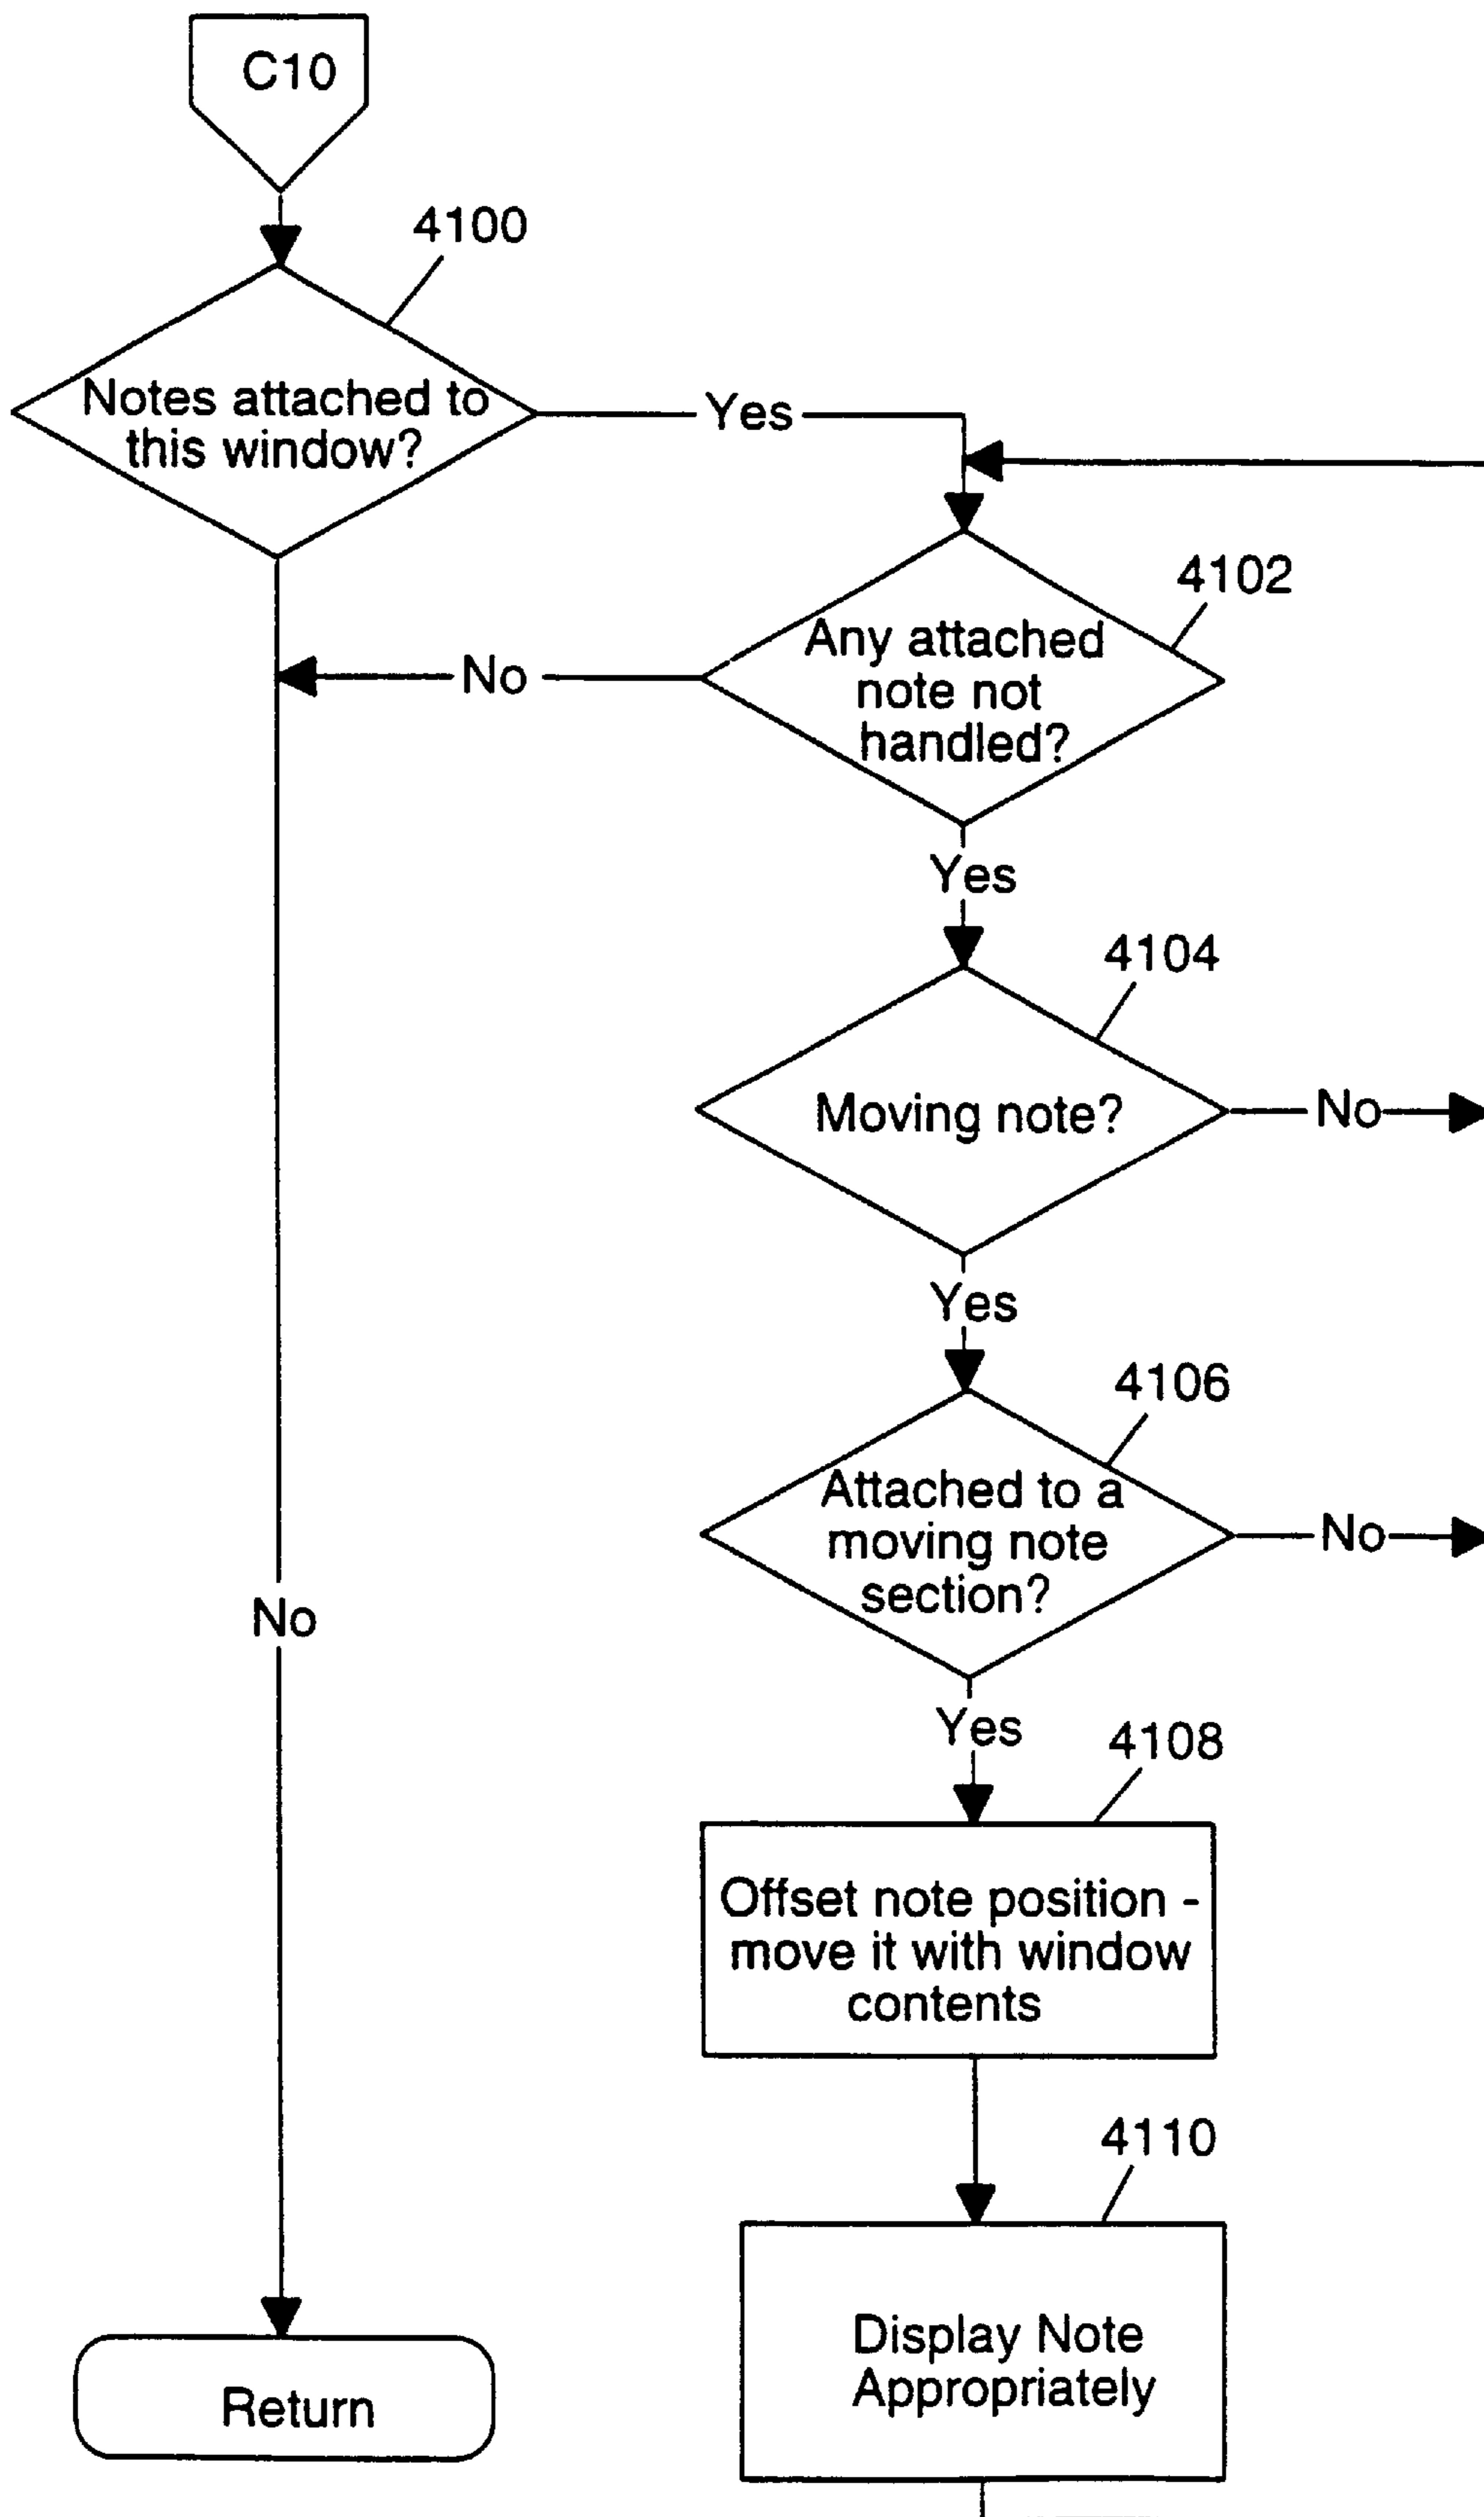 C10
4100
Notes attached to
this window?
Yes
4102
Any attached
note not
handled?
No
Yes
4104
Moving note?
No
Yes
4106
Attached to a
moving note
section?
No
No
Yes
4108
Offset note position -
move it with window
contents
4110
Display Note
Appropriately
Return